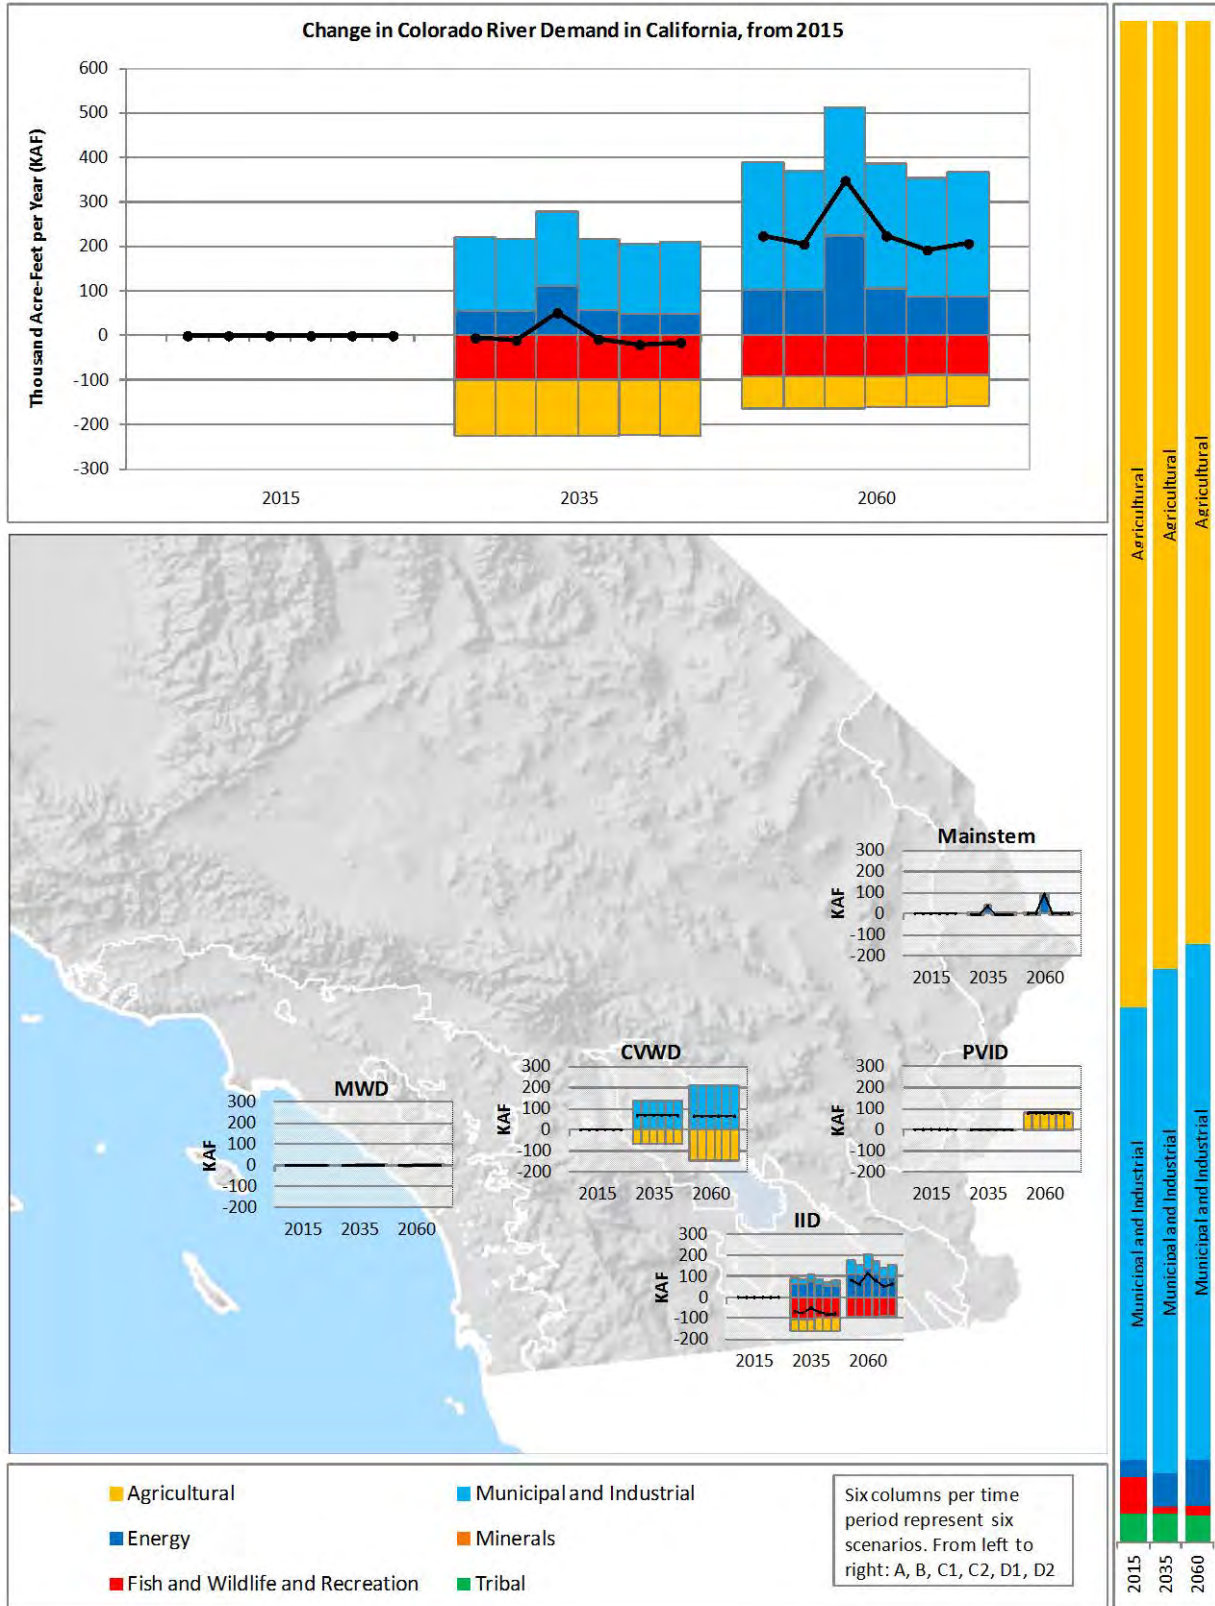 Change in Colorado River Demand in California, from 2015
Thousand Acre-Feet per Year (KAF)
600
500
400
300
200
100
0
-100
-200
-300
2015 2035 2060
Mainstem
KAF
300
200
100
0
-100
-200
2015 2035 2060
CVWD
KAF
300
200
100
0
-100
-200
2015 2035 2060
PVID
KAF
300
200
100
0
-100
-200
2015 2035 2060
MWD
KAF
300
200
100
0
-100
-200
2015 2035 2060
IID
KAF
300
200
100
0
-100
-200
2015 2035 2060
Agricultural
Municipal and Industrial
Energy
Minerals
Fish and Wildlife and Recreation
Tribal
Six columns per time
period represent six
scenarios. From left to
right: A, B, C1, C2, D1, D2
Agricultural
Agricultural
Agricultural
Municipal and Industrial
Municipal and Industrial
Municipal and Industrial
2015
2035
2060